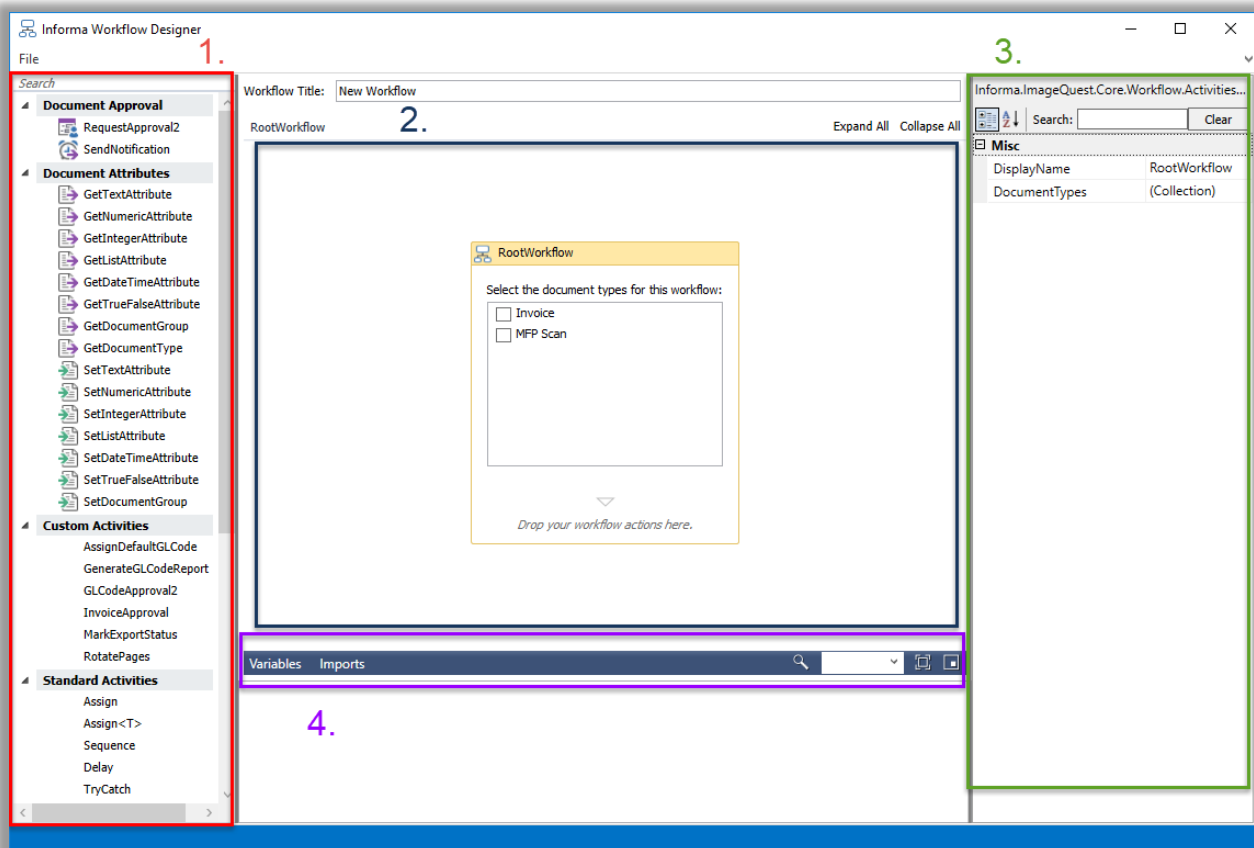 Informa Workflow Designer
File
1.
Search
Document Approval
RequestApproval2
SendNotification
Document Attributes
GetTextAttribute
GetNumericAttribute
GetIntegerAttribute
GetListAttribute
GetDateTimeAttribute
GetTrueFalseAttribute
GetDocumentGroup
GetDocumentType
SetTextAttribute
SetNumericAttribute
SetIntegerAttribute
SetListAttribute
SetDateTimeAttribute
SetTrueFalseAttribute
SetDocumentGroup
Custom Activities
AssignDefaultGLCode
GenerateGLCodeReport
GLCodeApproval2
InvoiceApproval
MarkExportStatus
RotatePages
Standard Activities
Assign
Assign<T>
Sequence
Delay
TryCatch
Workflow Title: New Workflow
2.
RootWorkflow Expand All Collapse All
RootWorkflow
Select the document types for this workflow:
Invoice
MFP Scan
Drop your workflow actions here.
Variables Imports
4.
3.
Informa.ImageQuest.Core.Workflow.Activities...
Search: Clear
Misc
DisplayName RootWorkflow
DocumentTypes (Collection)